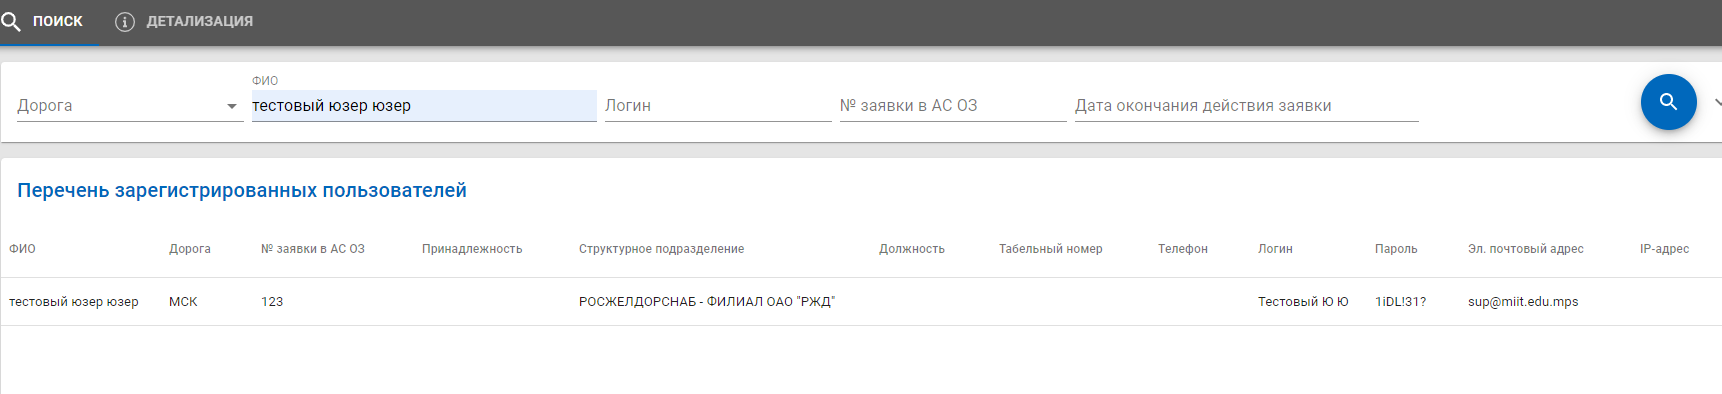 ПОИСК ДЕТАЛИЗАЦИЯ
ФИО
Дорога тестовый юзер юзер Логин № заявки в АС ОЗ Дата окончания действия заявки
Перечень зарегистрированных пользователей
ФИО Дорога № заявки в АС ОЗ Принадлежность Структурное подразделение Должность Табельный номер Телефон Логин Пароль Эл. почтовый адрес IP-адрес
тестовый юзер юзер МСК 123 РОСЖЕЛДОРСНАБ - ФИЛИАЛ ОАО "РЖД" Тестовый Ю Ю 1iDL!31? sup@miit.edu.mps